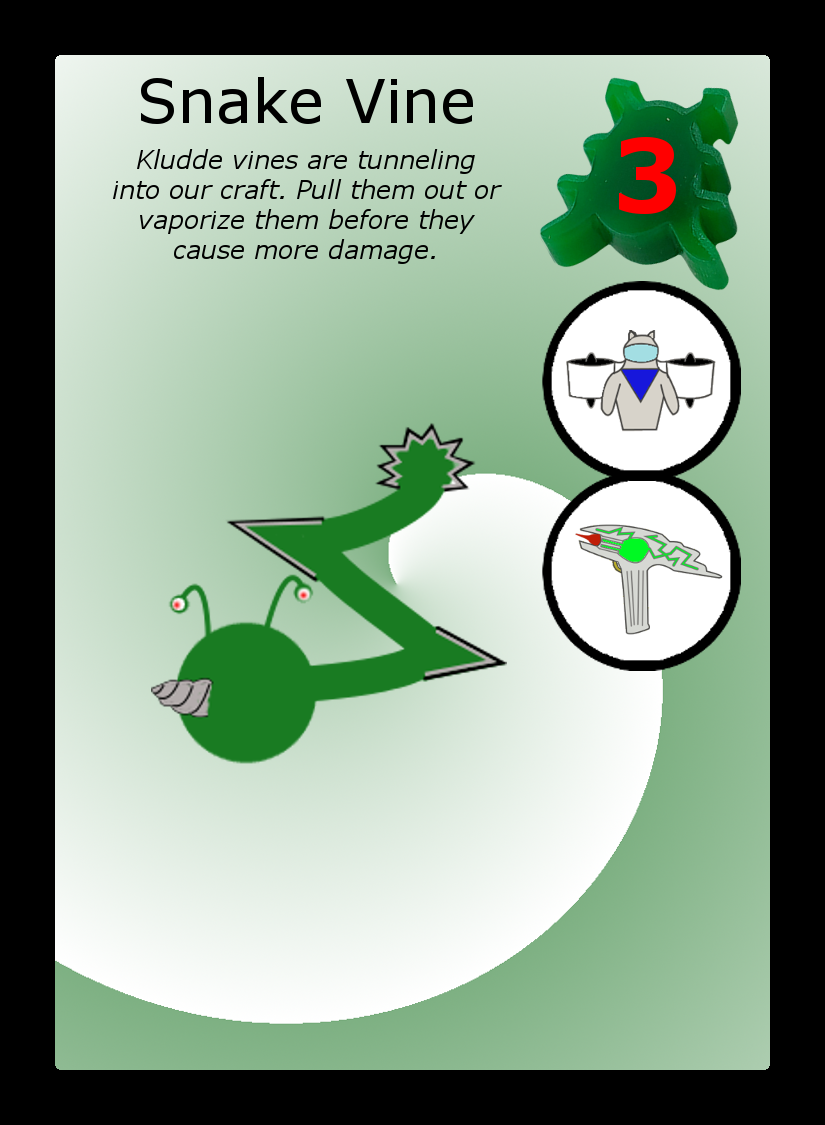 Snake Vine
Kludde vines are tunneling
into our craft. Pull them out or
vaporize them before they
cause more damage.
3